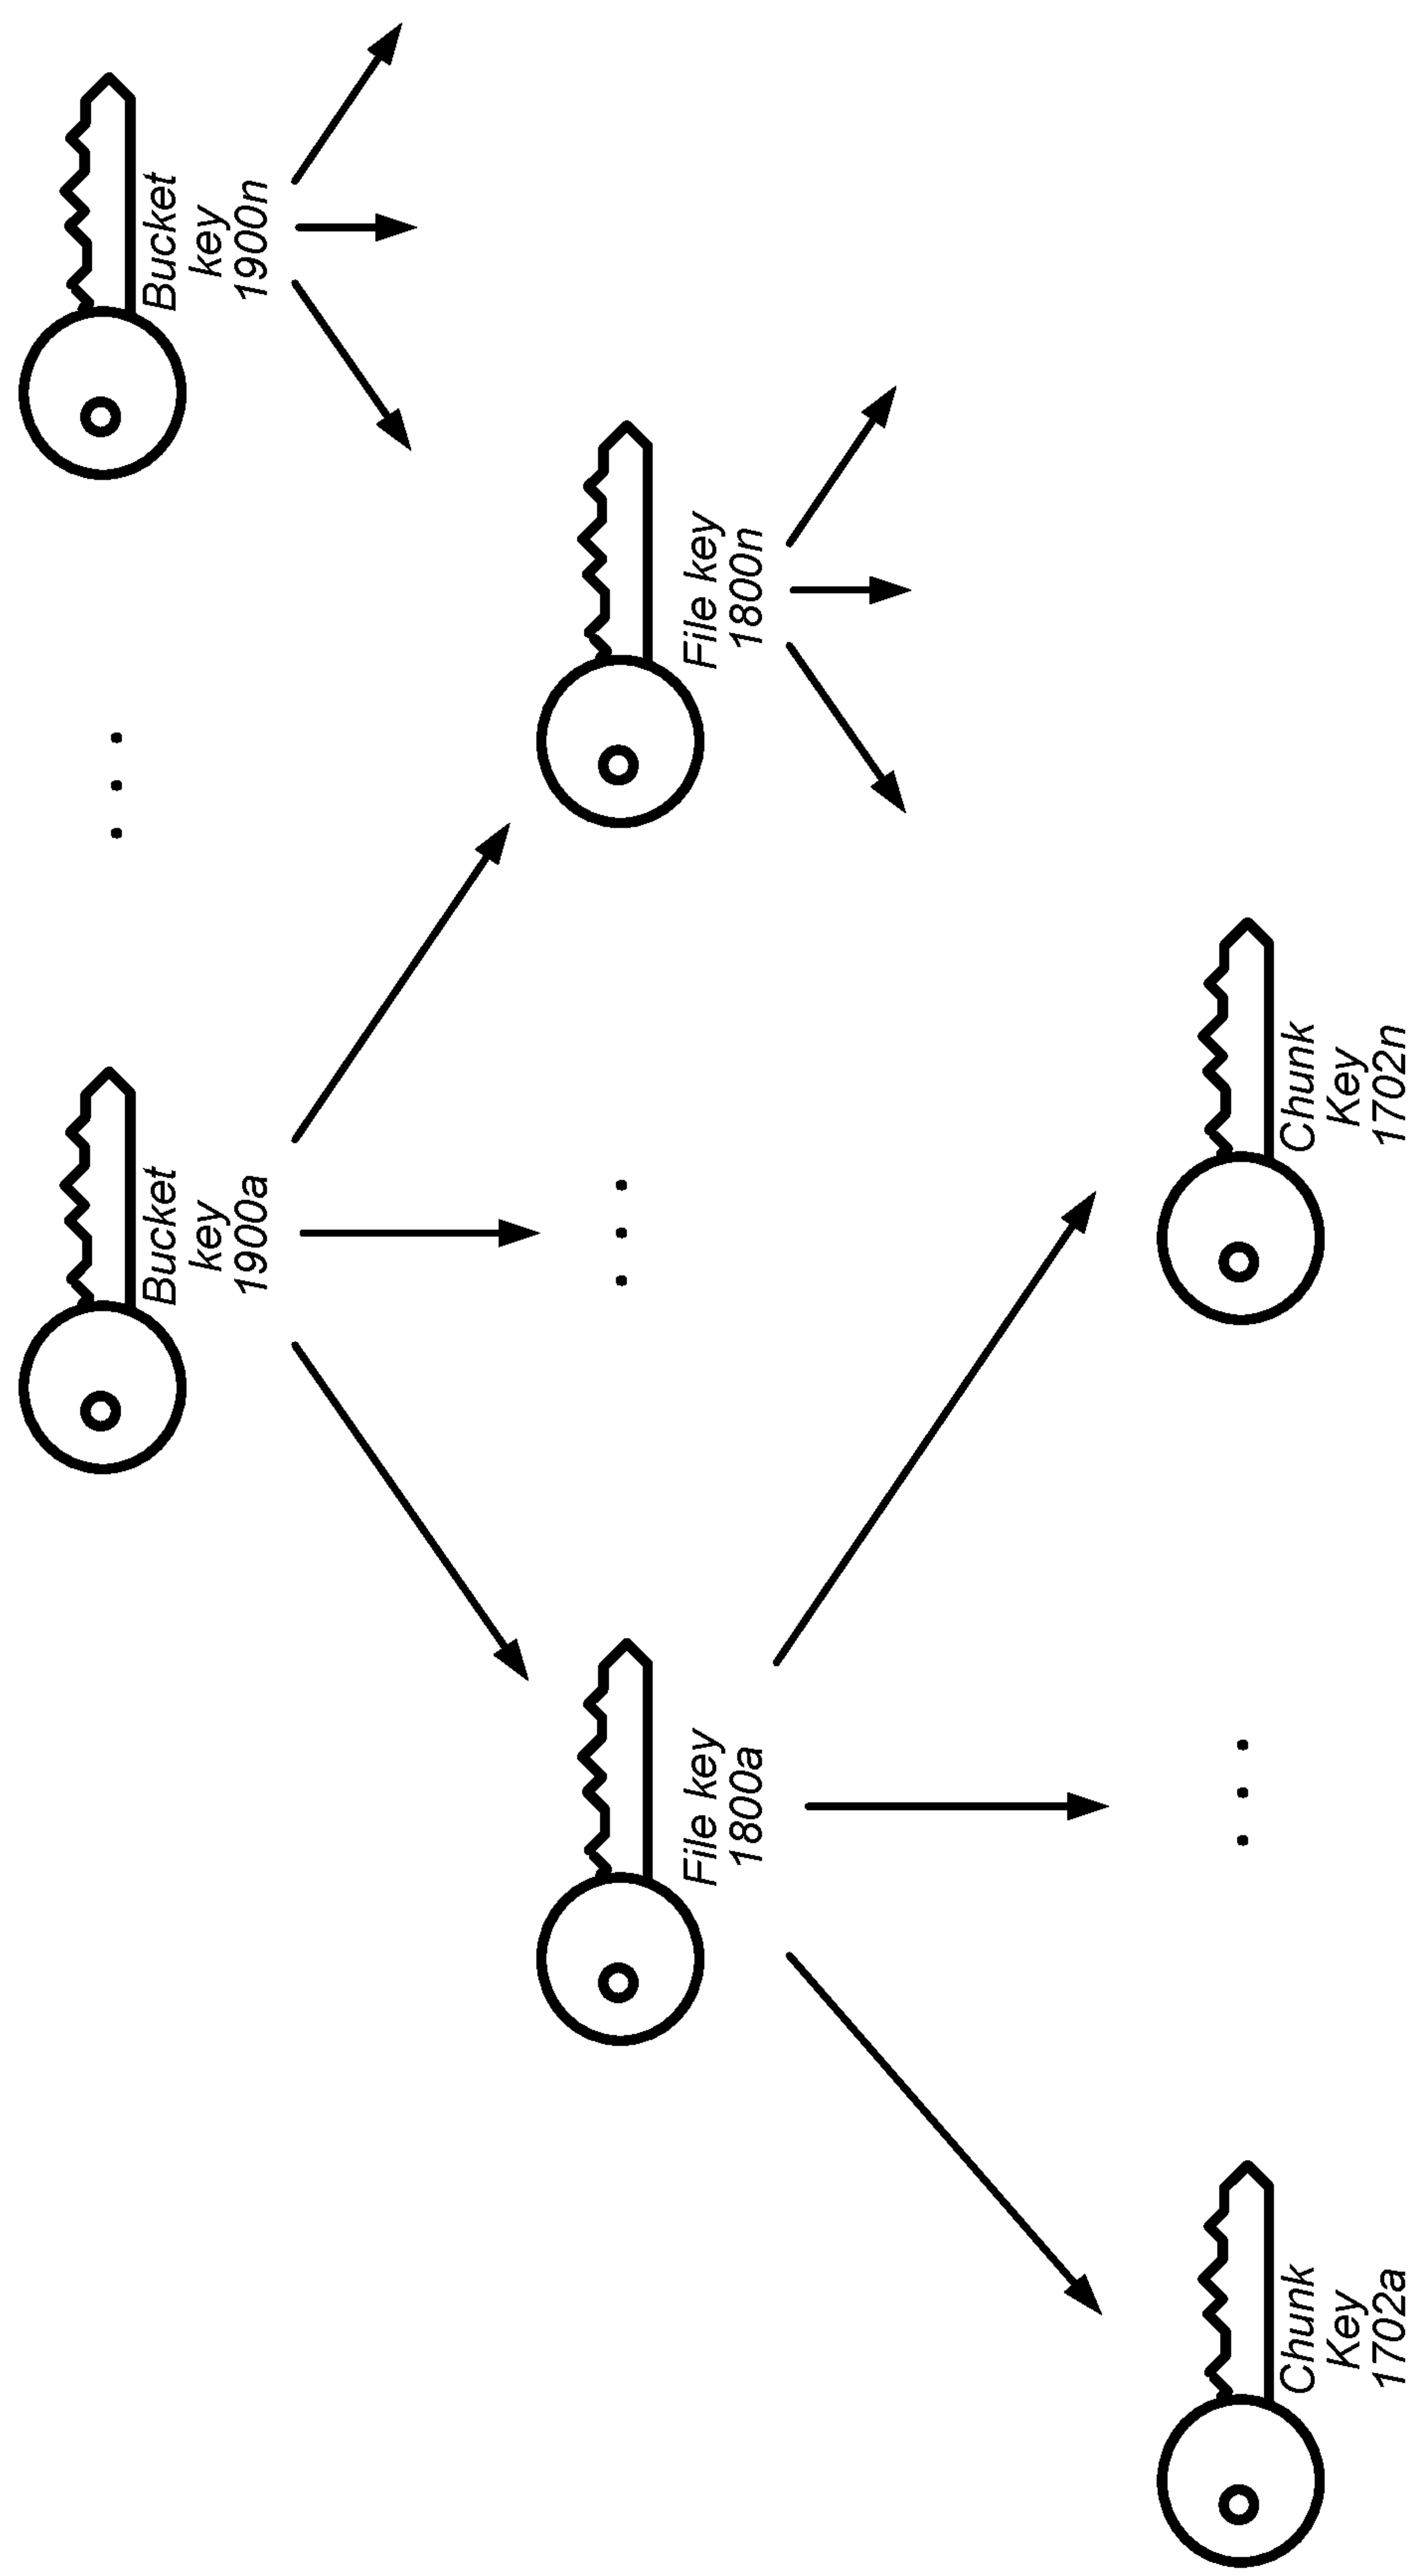 Bucket
key
1900a
Bucket
key
1900n
File key
1800a
File key
1800n
Chunk
Key
1702a
Chunk
Key
1702n